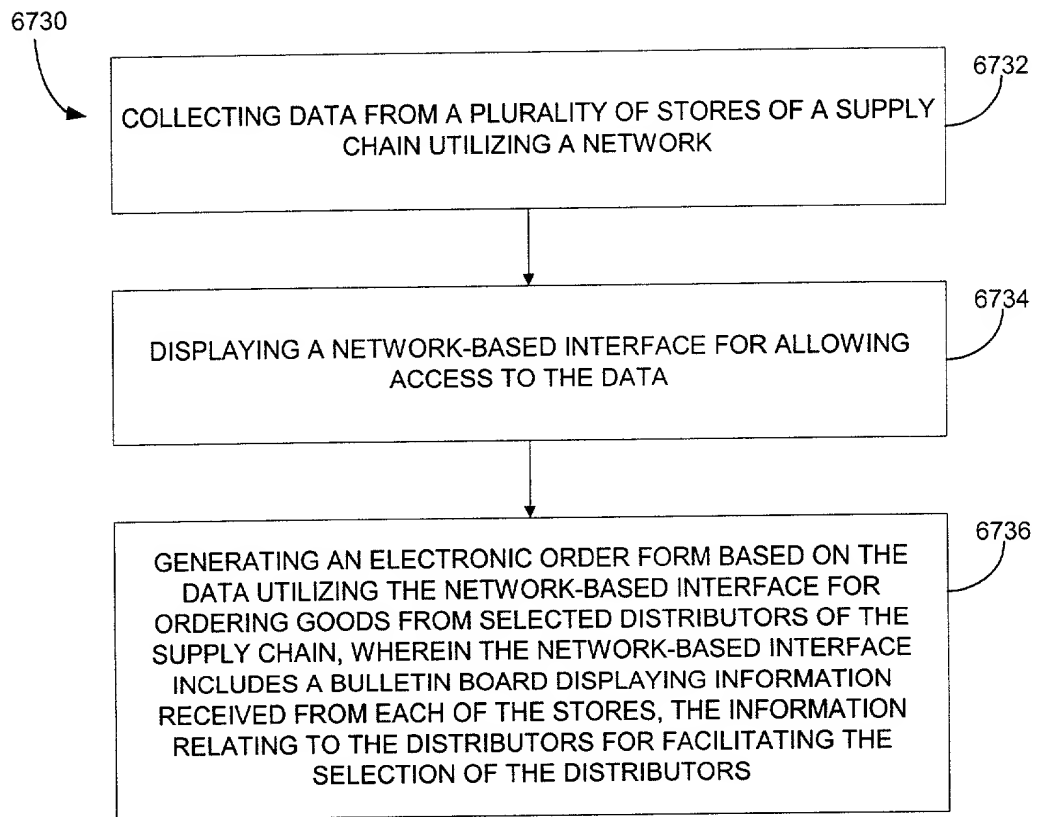 6730
6732
COLLECTING DATA FROM A PLURALITY OF STORES OF A SUPPLY
CHAIN UTILIZING A NETWORK
6734
DISPLAYING A NETWORK-BASED INTERFACE FOR ALLOWING
ACCESS TO THE DATA
6736
GENERATING AN ELECTRONIC ORDER FORM BASED ON THE
DATA UTILIZING THE NETWORK-BASED INTERFACE FOR
ORDERING GOODS FROM SELECTED DISTRIBUTORS OF THE
SUPPLY CHAIN, WHEREIN THE NETWORK-BASED INTERFACE
INCLUDES A BULLETIN BOARD DISPLAYING INFORMATION
RECEIVED FROM EACH OF THE STORES, THE INFORMATION
RELATING TO THE DISTRIBUTORS FOR FACILITATING THE
SELECTION OF THE DISTRIBUTORS